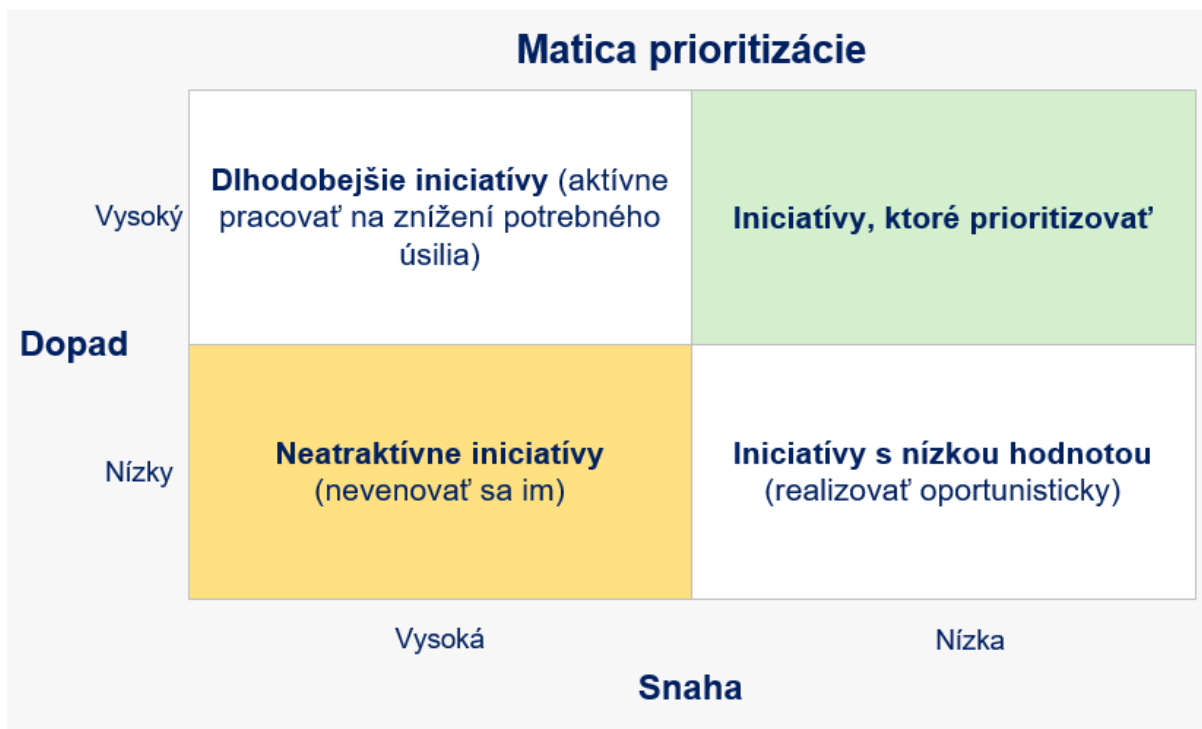 Matica prioritizácie
Vysoký
Dlhodobejšie iniciatívy (aktívne
pracovať na znížení potrebného
úsilia)
Iniciatívy, ktoré prioritizovať
Dopad
Nízky
Neatraktívne iniciatívy
(nevenovať sa im)
Iniciatívy s nízkou hodnotou
(realizovať oportunisticky)
Vysoká
Nízka
Snaha